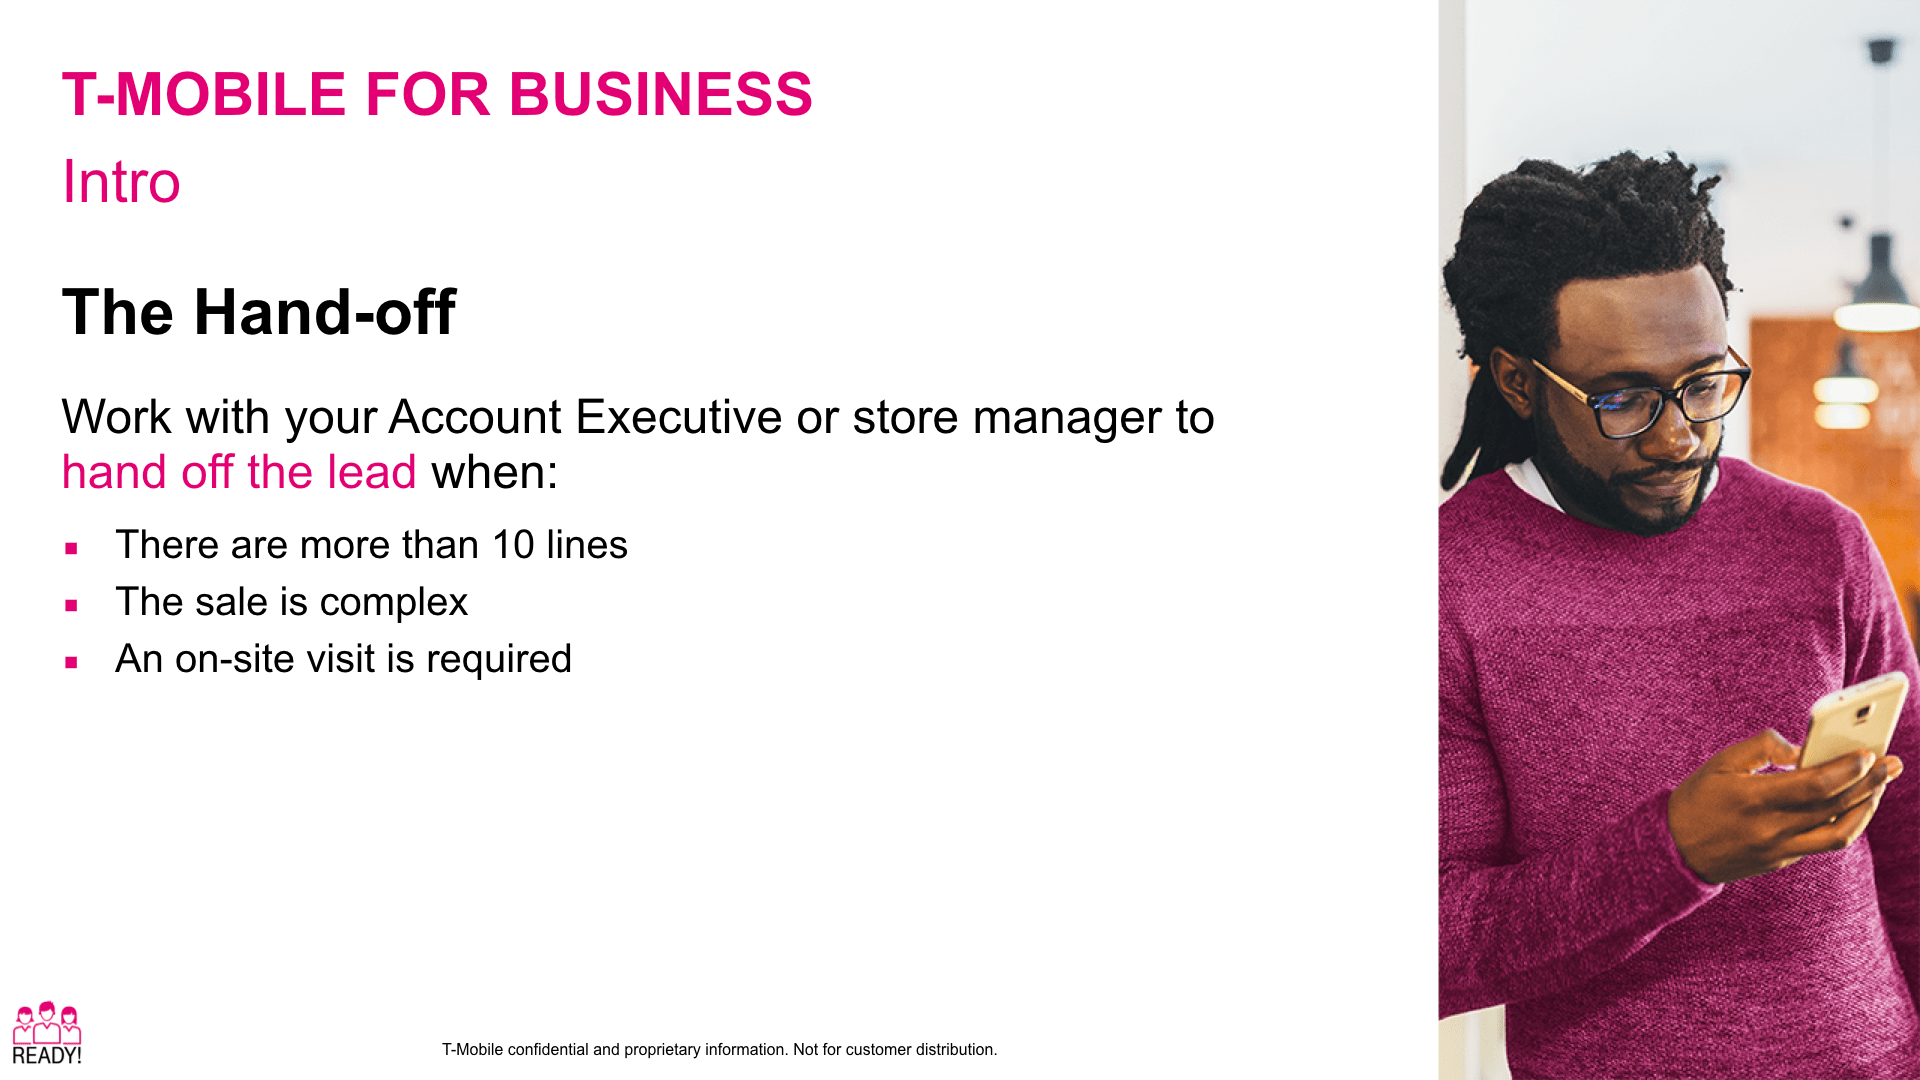 T-MOBILE FOR BUSINESS
Intro
The Hand-off
Work with your Account Executive or store manager to
hand off the lead when:
▪ There are more than 10 lines
▪ The sale is complex
▪ An on-site visit is required
READY!
T-Mobile confidential and proprietary information. Not for customer distribution.